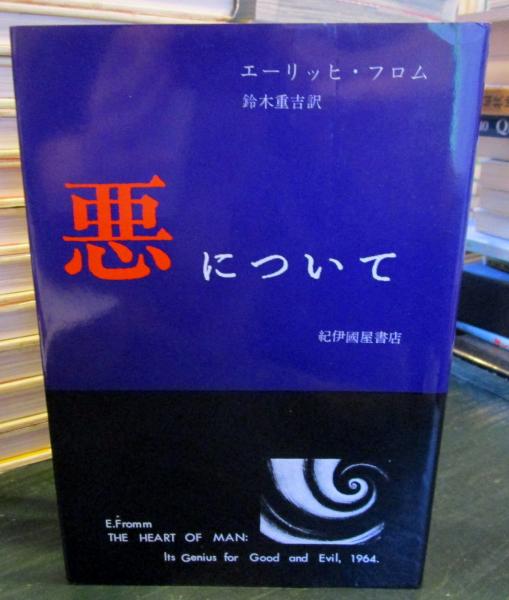 エーリッヒ・フロム
鈴木重吉訳
悪について
紀伊國屋書店
E.Fromm
THE HEART OF MAN:
Its Genius for Good and Evil, 1964.